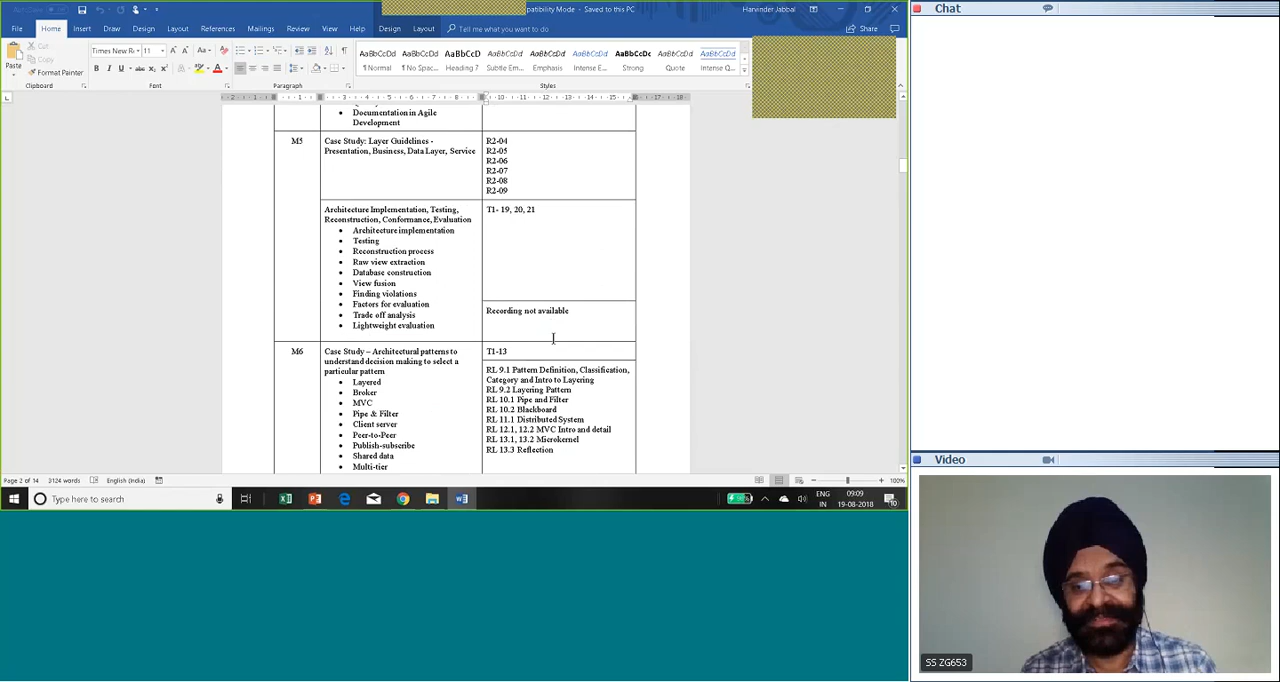 patibility Mode - Saved to this PC
Harvinder Jabbal
Chat
File Home Insert Draw Design Layout References Mailings Review View Help Design Layout Tell me what you want to do
Share
Paste
Cut
Copy
Format Painter
Times New Ro 11
AaBbCcDd AaBbCcDd AaBbCcD AaBbCcDd AaBbCcDd AaBbCcDd AaBbCcDc AaBbCcDd AaBbCcDd
¶ Normal ¶ No Spac... Heading 7 Subtle Em... Emphasis Intense E... Strong Quote Intense Q...
Clipboard Font Paragraph Styles
Documentation in Agile
Development
M5
Case Study: Layer Guidelines -
Presentation, Business, Data Layer, Service
R2-04
R2-05
R2-06
R2-07
R2-08
R2-09
Architecture Implementation, Testing,
Reconstruction, Conformance, Evaluation
• Architecture implementation
• Testing
• Reconstruction process
• Raw view extraction
• Database construction
• View fusion
• Finding violations
• Factors for evaluation
• Trade off analysis
• Lightweight evaluation
T1- 19, 20, 21
Recording not available
M6
Case Study – Architectural patterns to
understand decision making to select a
particular pattern
• Layered
• Broker
• MVC
• Pipe & Filter
• Client server
• Peer-to-Peer
• Publish-subscribe
• Shared data
• Multi-tier
T1-13
RL 9.1 Pattern Definition, Classification,
Category and Intro to Layering
RL 9.2 Layering Pattern
RL 10.1 Pipe and Filter
RL 10.2 Blackboard
RL 11.1 Distributed System
RL 12.1, 12.2 MVC Intro and detail
RL 13.1, 13.2 Microkernel
RL 13.3 Reflection
Page 2 of 14 3124 words English (India) 100%
Type here to search
ENG
IN
09:09
19-08-2018
Video
SS ZG653